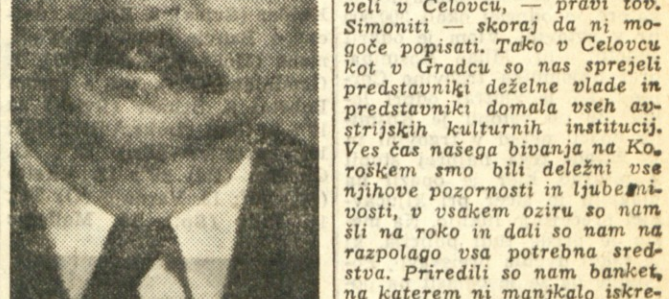 veli v Celovcu, — pravi tov.
Simoniti — skoraj da ni mo-
goče popisati. Tako v Celovcu
kot v Gradcu so nas sprejeli
predstavniki deželne vlade in
predstavniki domala vseh av-
strijskih kulturnih institucij.
Ves čas našega bivanja na Ko-
roškem smo bili deležni vse
njihove pozornosti in ljubezni-
vosti, v vsakem oziru so nam
šli na roko in dali so nam na
razpolago vsa potrebna sred-
stva. Priredili so nam banket,
na katerem ni manjkalo iskre-